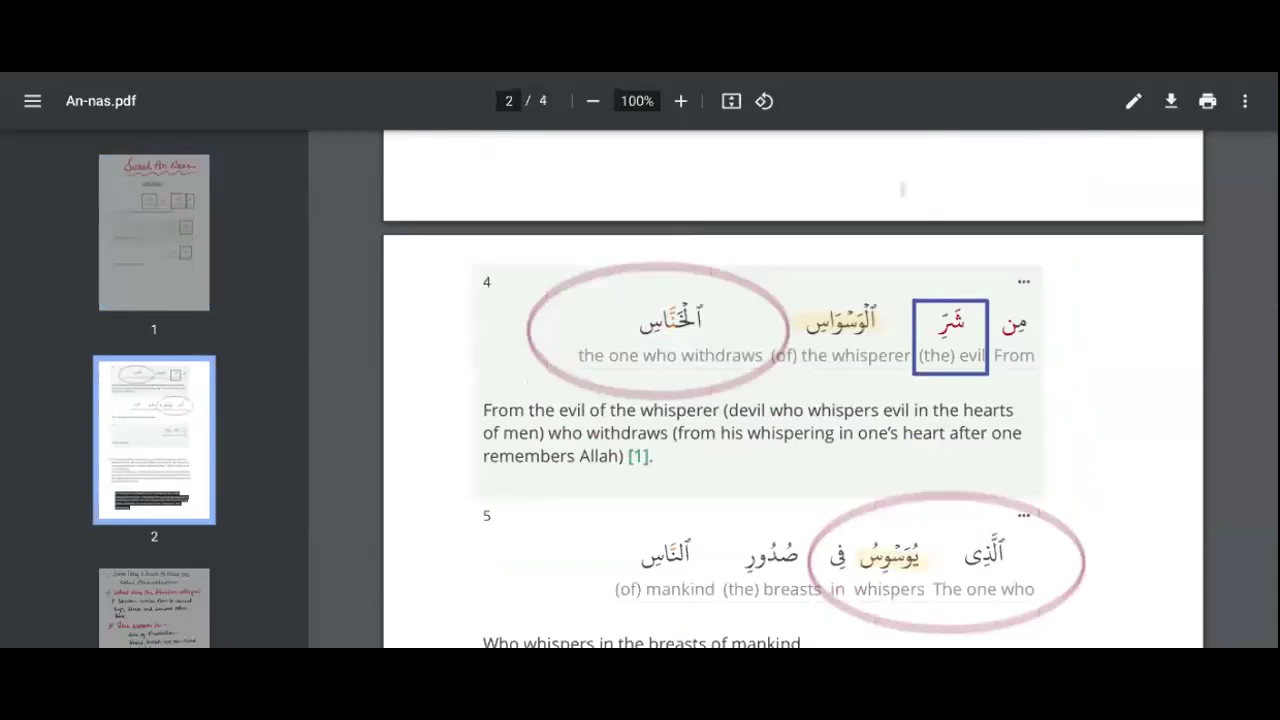 An-nas.pdf
2 / 4
100%
Surah An Naas
1
2
4
مِن شَرِّ ٱلْوَسْوَاسِ ٱلْخَنَّاسِ
the one who withdraws (of) the whisperer (the) evil From
From the evil of the whisperer (devil who whispers evil in the hearts
of men) who withdraws (from his whispering in one’s heart after one
remembers Allah) [1].
5
ٱلَّذِى يُوَسْوِسُ فِى صُدُورِ ٱلنَّاسِ
(of) mankind (the) breasts in whispers The one who
Who whispers in the breasts of mankind